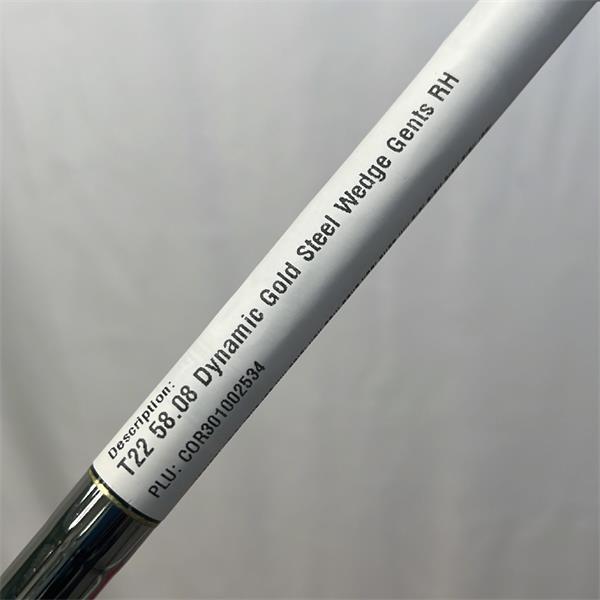 Description:
T22 58.08 Dynamic Gold Steel Wedge Gents RH
PLU: COR301002534